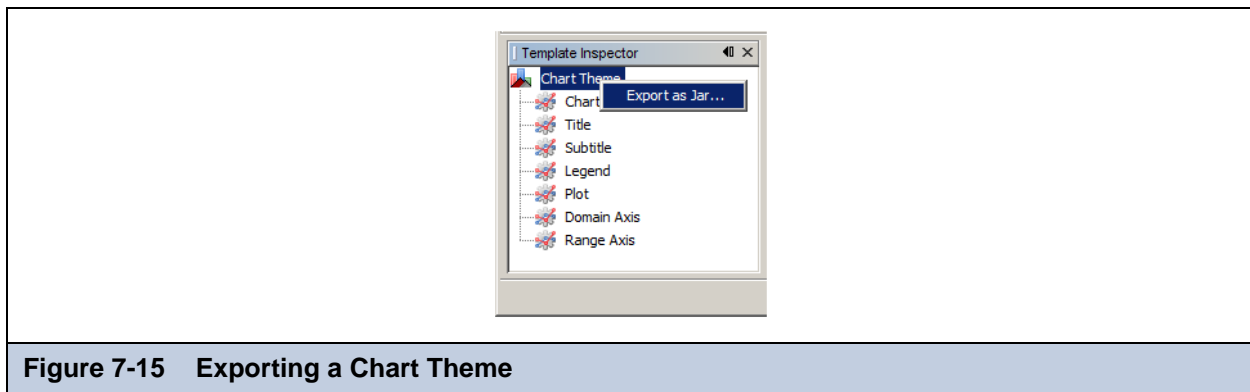 Template Inspector
Chart Theme
Export as Jar...
Chart
Title
Subtitle
Legend
Plot
Domain Axis
Range Axis
Figure 7-15 Exporting a Chart Theme